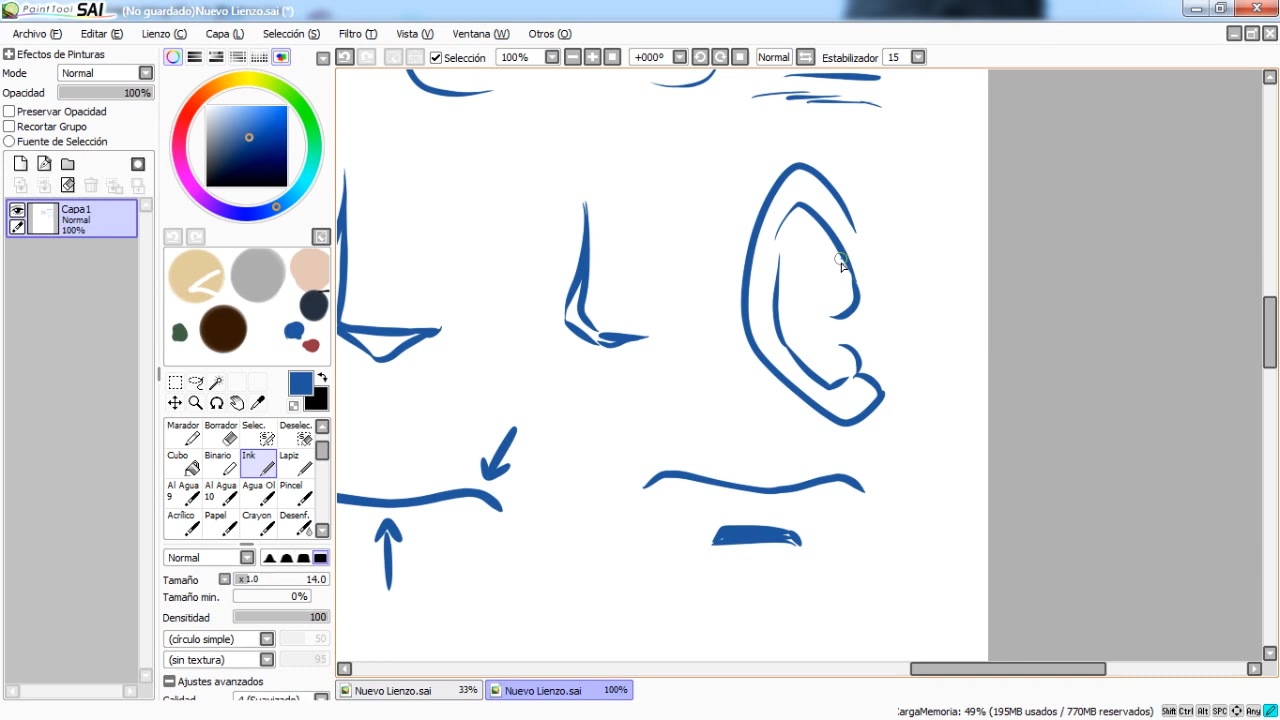 PaintTool SAI (No guardado)Nuevo Lienzo.sai (*)
Archivo (F) Editar (E) Lienzo (C) Capa (L) Selección (S) Filtro (T) Vista (V) Ventana (W) Otros (O)
Efectos de Pinturas
Selección 100% +000º Normal Estabilizador 15
Modo Normal
Opacidad 100%
Preservar Opacidad
Recortar Grupo
Fuente de Selección
Capa1
Normal
100%
Marador Borrador Selec. Deselec.
Cubo Binario Ink Lapiz
Al Agua 9 Al Agua 10 Agua Ol Pincel
Acrílico Papel Crayon Desenf.
Normal
Tamaño x1.0 14.0
Tamaño min. 0%
Densitidad 100
(círculo simple) 50
(sin textura) 95
Ajustes avanzados
Nuevo Lienzo.sai 33% Nuevo Lienzo.sai 100%
CargaMemoria: 49% (195MB usados / 770MB reservados) Shift Ctrl Alt SPC Any